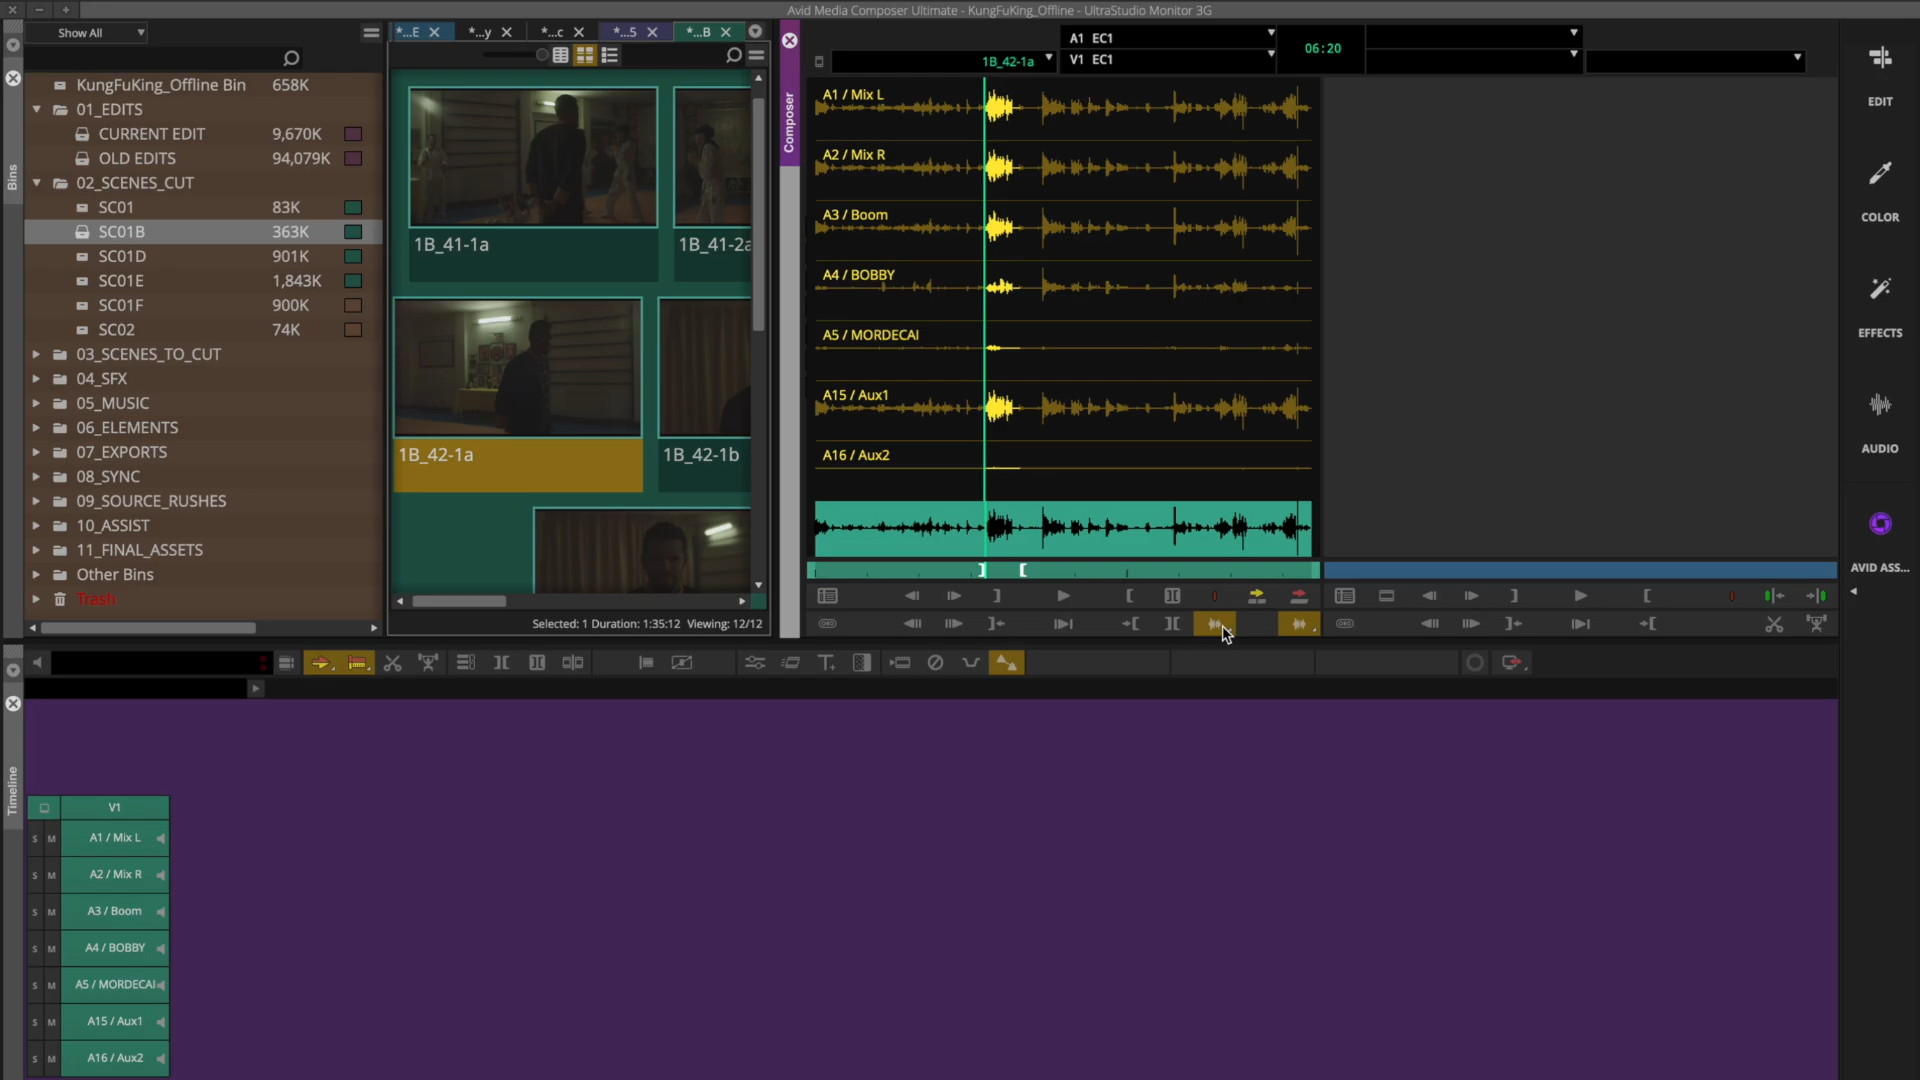 Avid Media Composer Ultimate - KungFuKing_Offline - UltraStudio Monitor 3G
Show All
KungFuKing_Offline Bin 658K
01_EDITS
CURRENT EDIT 9,670K
OLD EDITS 94,079K
02_SCENES_CUT
SC01 83K
SC01B 363K
SC01D 901K
SC01E 1,843K
SC01F 900K
SC02 74K
03_SCENES_TO_CUT
04_SFX
05_MUSIC
06_ELEMENTS
07_EXPORTS
08_SYNC
09_SOURCE_RUSHES
10_ASSIST
11_FINAL_ASSETS
Other Bins
Trash
Bins
*...E
*...y
*...c
*...5
*...B
1B_41-1a
1B_41-2a
1B_42-1a
1B_42-1b
Selected: 1 Duration: 1:35:12 Viewing: 12/12
Composer
1B_42-1a
A1 EC1
V1 EC1
06:20
A1 / Mix L
A2 / Mix R
A3 / Boom
A4 / BOBBY
A5 / MORDECAI
A15 / Aux1
A16 / Aux2
EDIT
COLOR
EFFECTS
AUDIO
AVID ASS...
Timeline
V1
S M A1 / Mix L
S M A2 / Mix R
S M A3 / Boom
S M A4 / BOBBY
S M A5 / MORDECAI
S M A15 / Aux1
S M A16 / Aux2